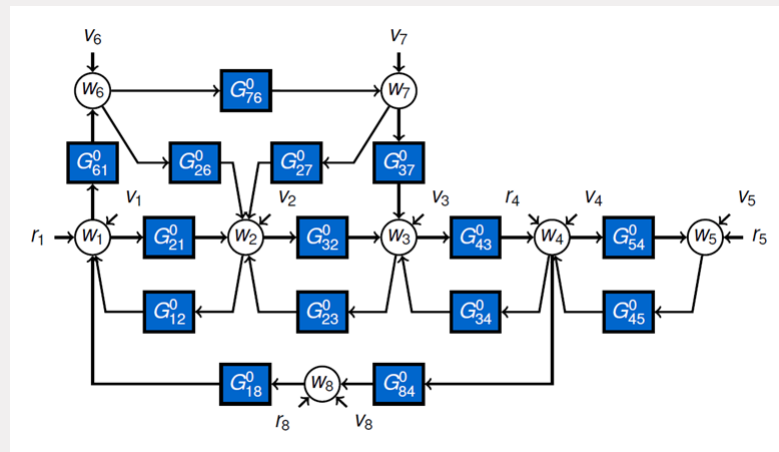 v6 v7
w6 G⁰76 w7
G⁰61 G⁰26 G⁰27 G⁰37
v1 v2 v3 r4 v4 v5
r1 w1 G⁰21 w2 G⁰32 w3 G⁰43 w4 G⁰54 w5 r5
G⁰12 G⁰23 G⁰34 G⁰45
G⁰18 w8 G⁰84
r8 v8